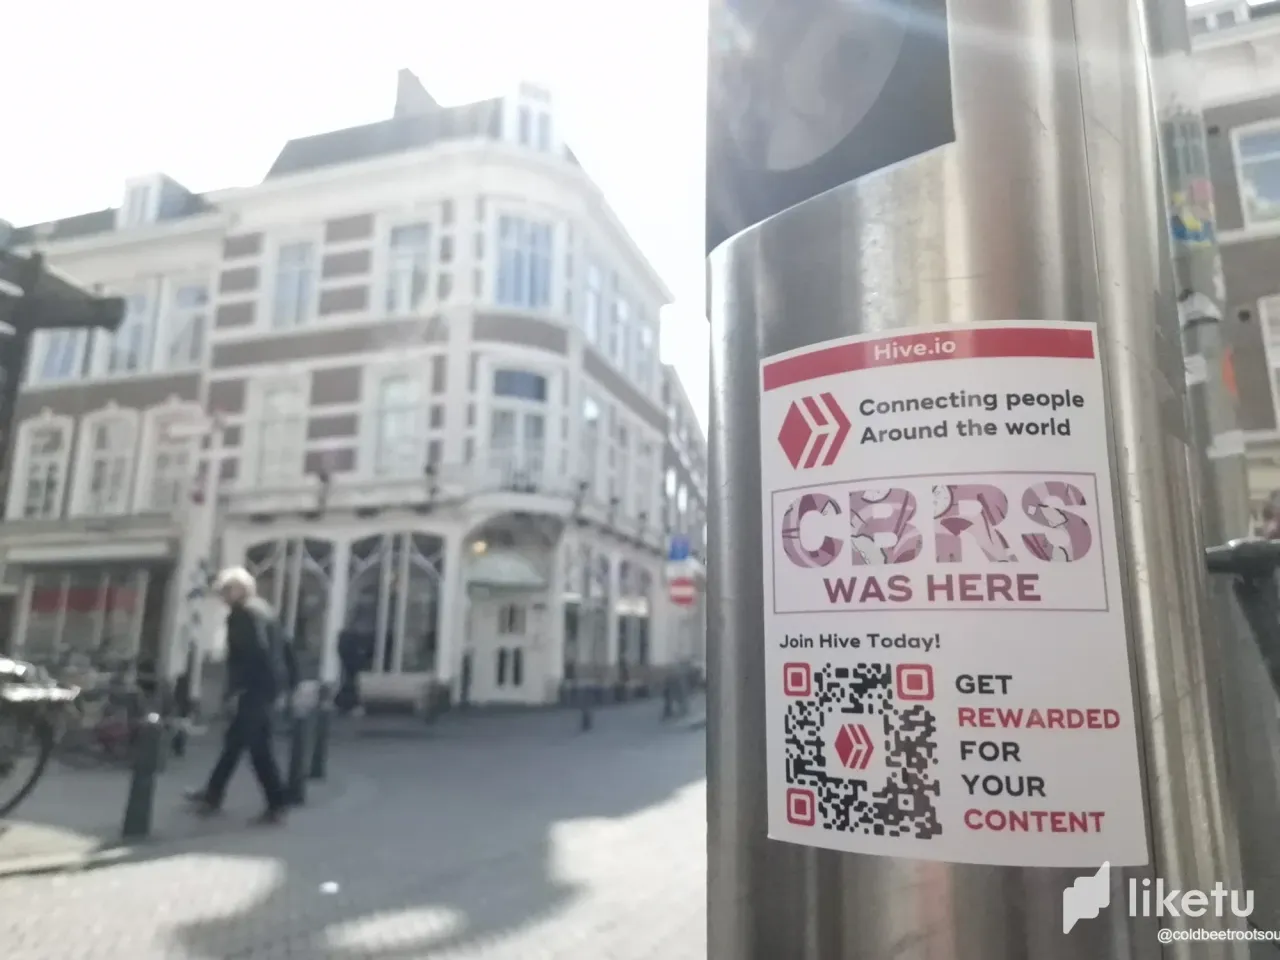 Hive.io
Connecting people
Around the world
CBRS
WAS HERE
Join Hive Today!
GET
REWARDED
FOR
YOUR
CONTENT
liketu
@coldbeetrootsou